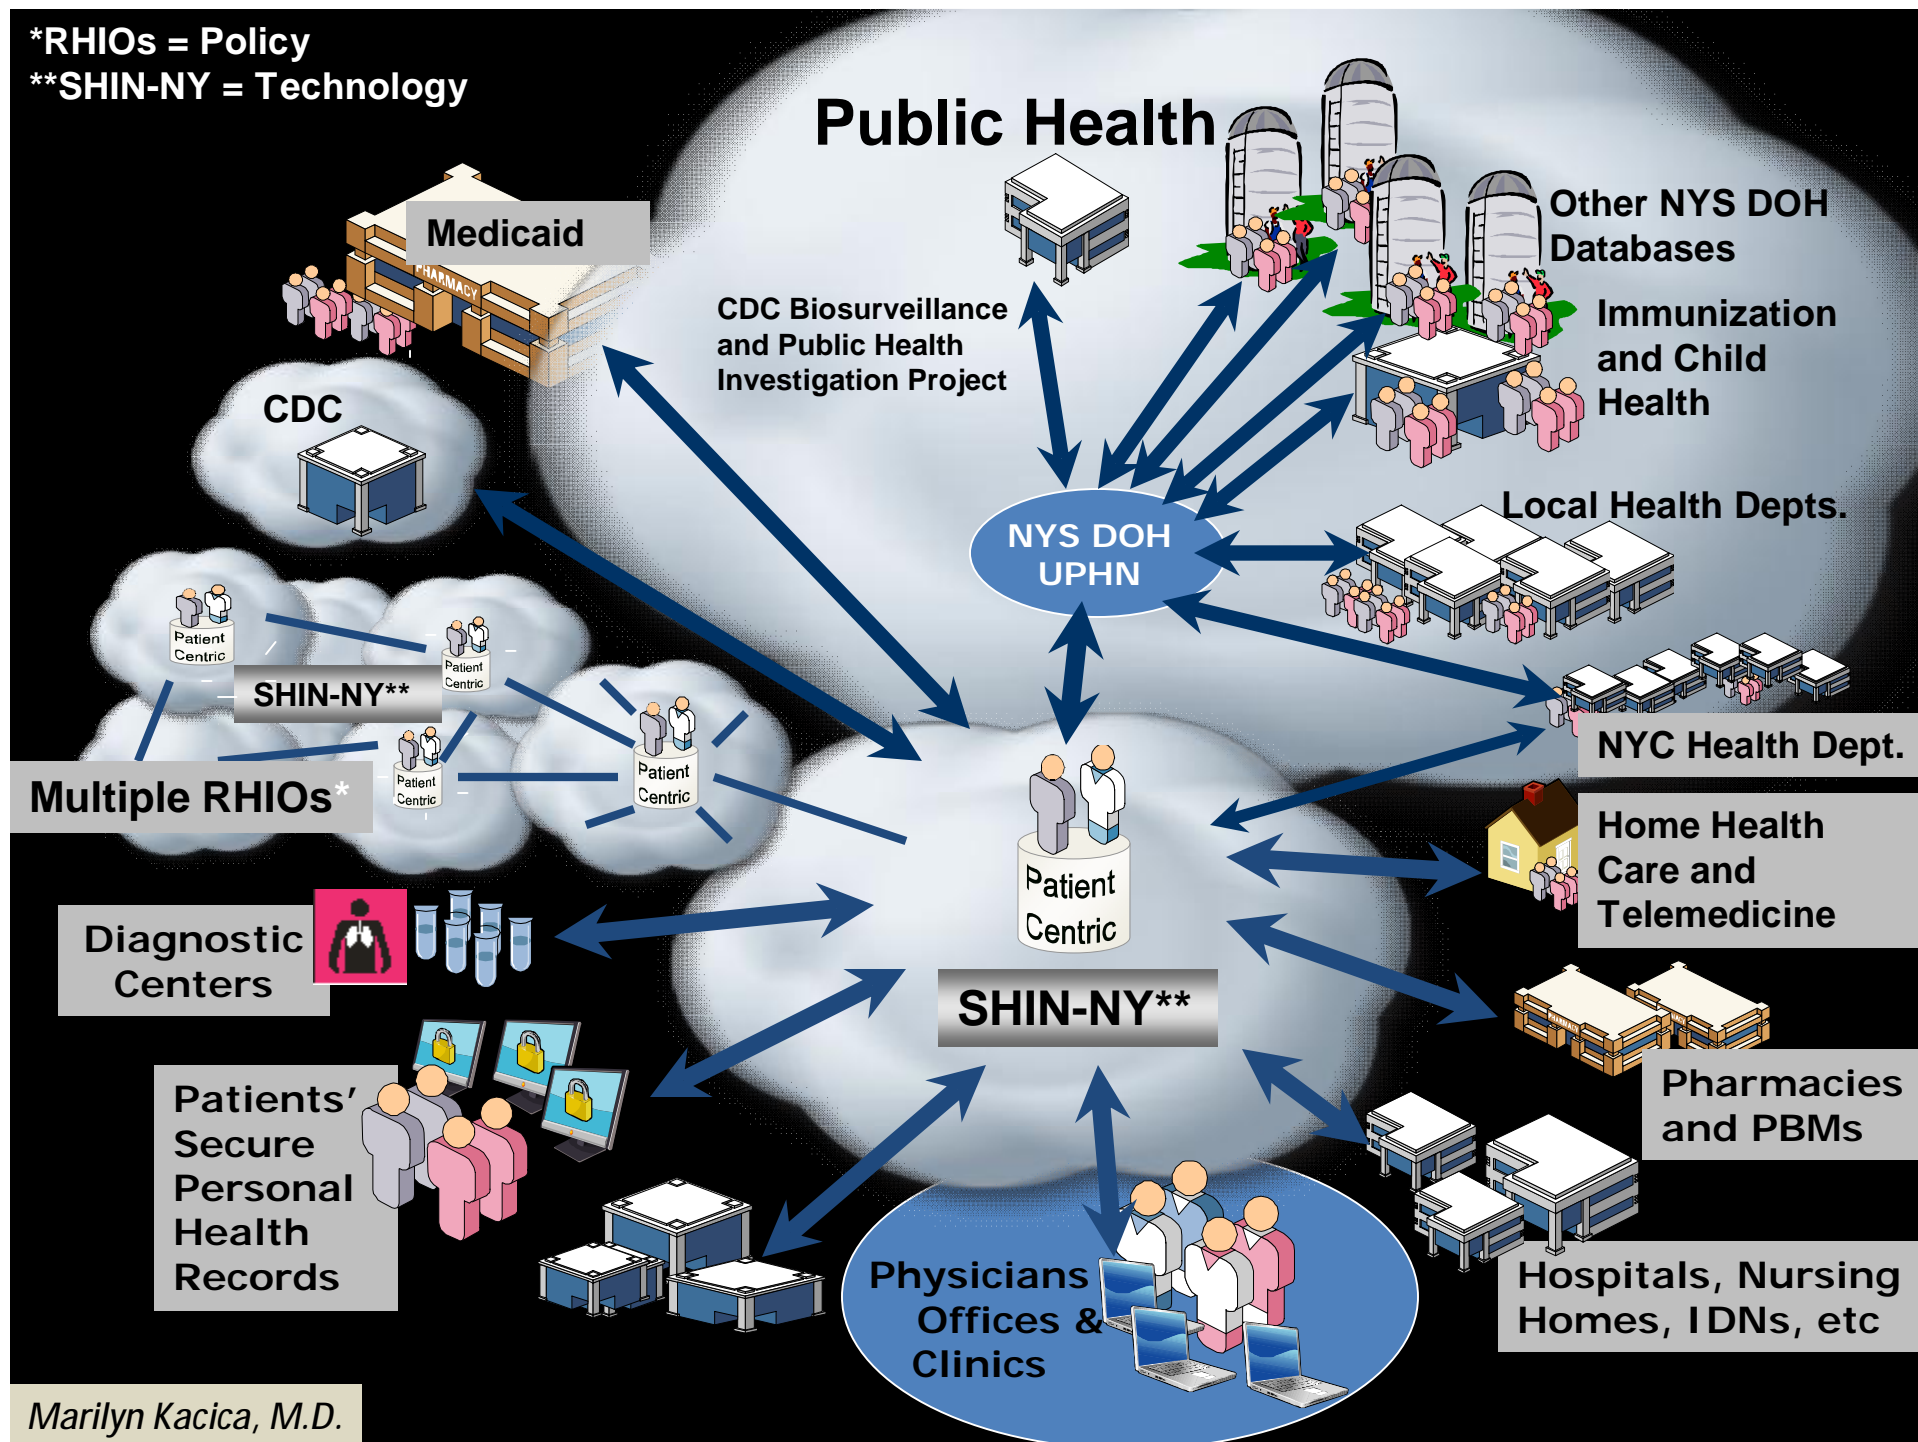 *RHIOs = Policy
**SHIN-NY = Technology
Public Health
Medicaid
PHARMACY
Other NYS DOH
Databases
CDC Biosurveillance
and Public Health
Investigation Project
Immunization
and Child
Health
CDC
Local Health Depts.
NYS DOH
UPHN
Patient
Centric
Patient
Centric
SHIN-NY**
Patient
Centric
Patient
Centric
Multiple RHIOs*
NYC Health Dept.
Home Health
Care and
Telemedicine
Patient
Centric
SHIN-NY**
Diagnostic
Centers
PHARMACY
Pharmacies
and PBMs
Patients’
Secure
Personal
Health
Records
Physicians
Offices &
Clinics
Hospitals, Nursing
Homes, IDNs, etc
Marilyn Kacica, M.D.